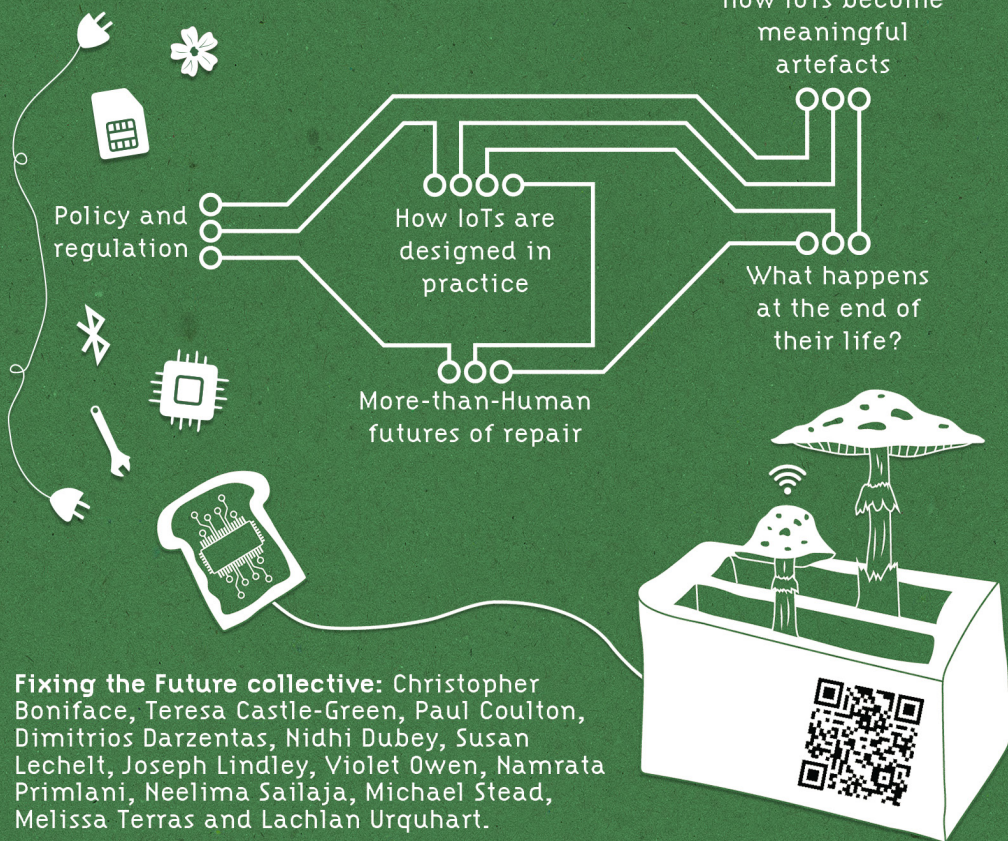 How IoTs become
meaningful
artefacts
Policy and
regulation
How IoTs are
designed in
practice
What happens
at the end of
their life?
More-than-Human
futures of repair
Fixing the Future collective: Christopher
Boniface, Teresa Castle-Green, Paul Coulton,
Dimitrios Darzentas, Nidhi Dubey, Susan
Lechelt, Joseph Lindley, Violet Owen, Namrata
Primlani, Neelima Sailaja, Michael Stead,
Melissa Terras and Lachlan Urquhart.